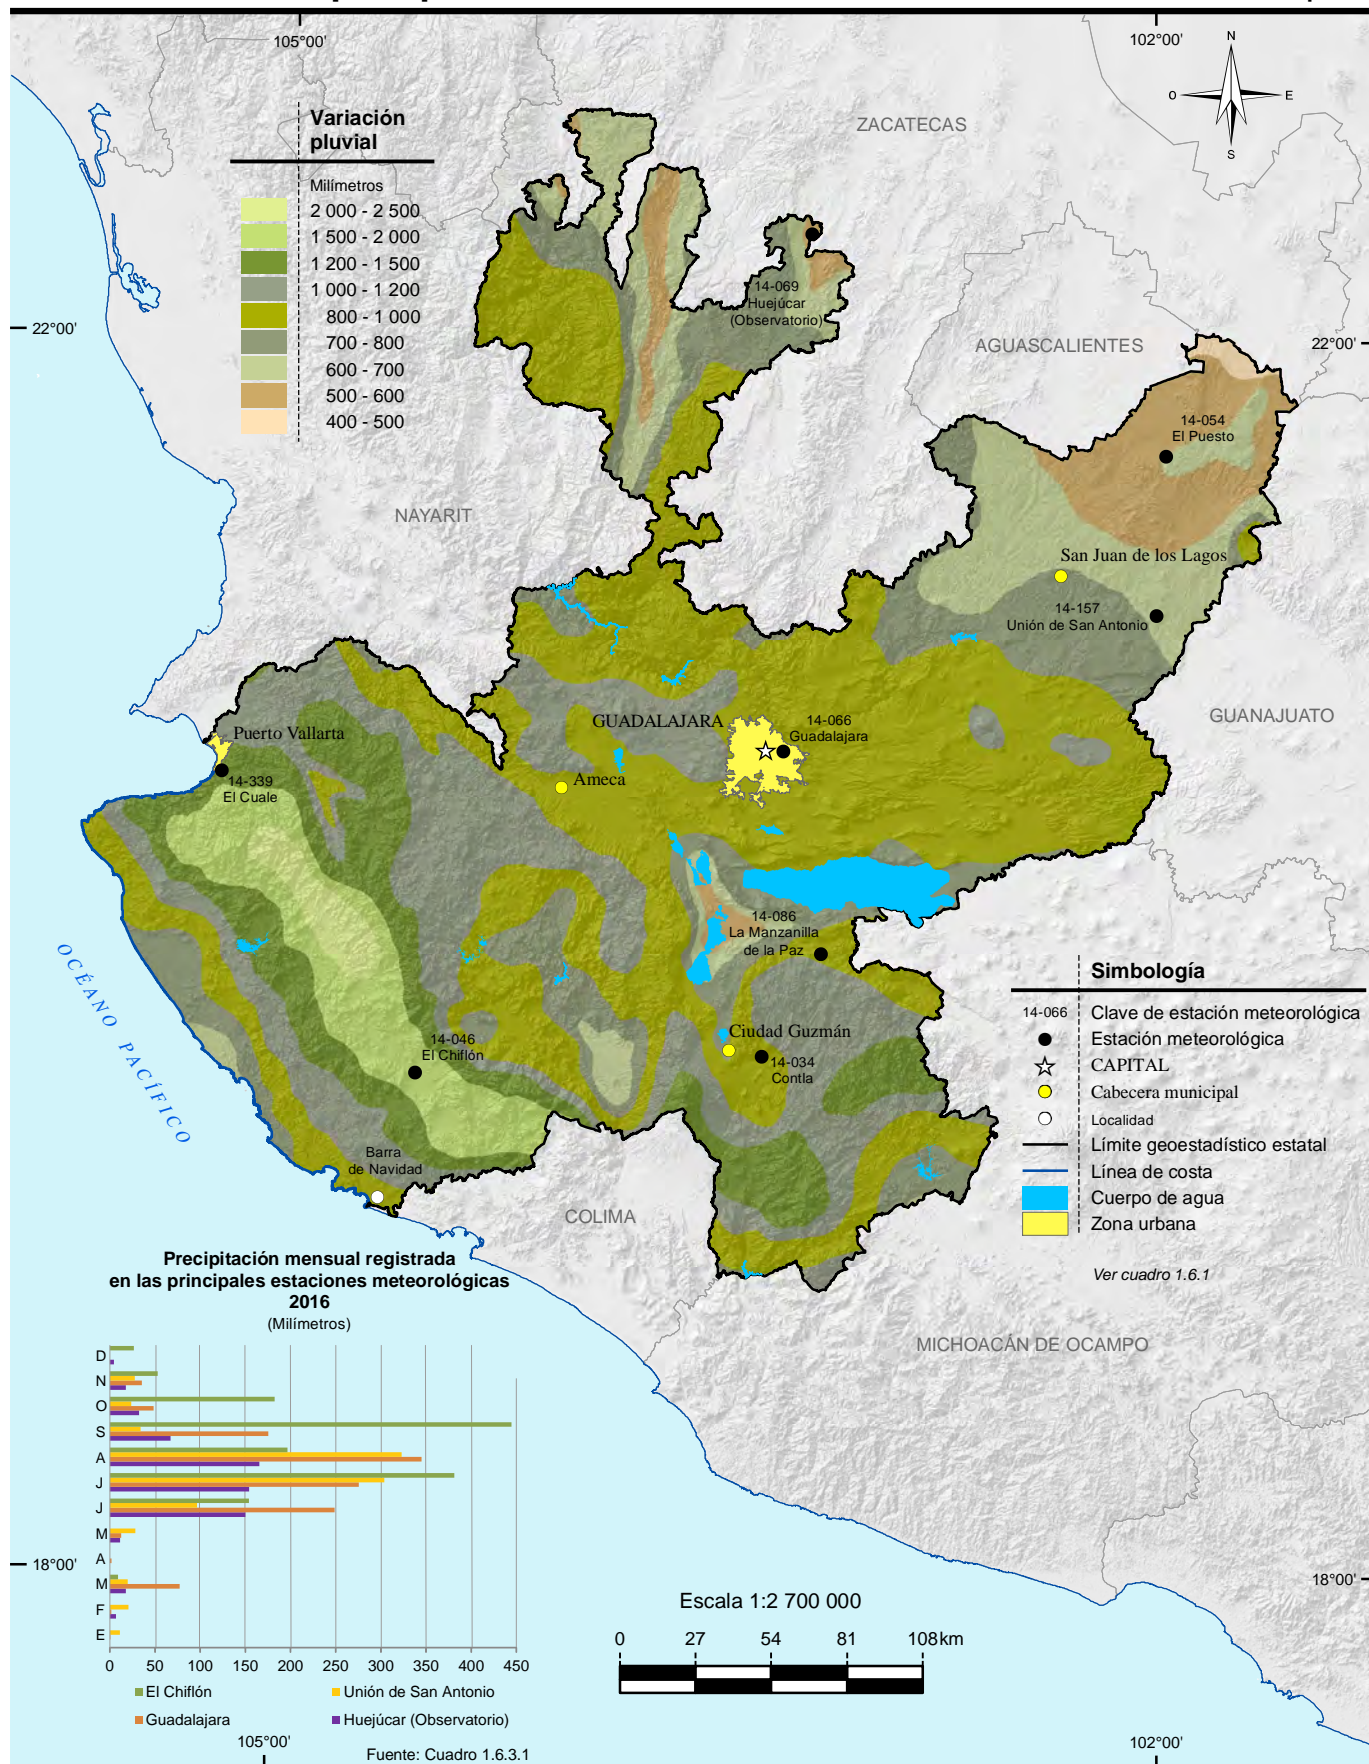 105°00'
102°00'
N
O
E
S
Variación
pluvial
Milímetros
2 000 - 2 500
1 500 - 2 000
1 200 - 1 500
1 000 - 1 200
800 - 1 000
700 - 800
600 - 700
500 - 600
400 - 500
ZACATECAS
14-069
Huejúcar
(Observatorio)
22°00'
22°00'
AGUASCALIENTES
14-054
El Puesto
NAYARIT
San Juan de los Lagos
14-157
Unión de San Antonio
GUANAJUATO
GUADALAJARA
14-066
Guadalajara
Puerto Vallarta
14-339
El Cuale
Ameca
14-086
La Manzanilla
de la Paz
OCÉANO PACÍFICO
Ciudad Guzmán
14-034
Contla
14-046
El Chiflón
Barra
de Navidad
COLIMA
MICHOACÁN DE OCAMPO
Simbología
14-066 Clave de estación meteorológica
Estación meteorológica
CAPITAL
Cabecera municipal
Localidad
Límite geoestadístico estatal
Línea de costa
Cuerpo de agua
Zona urbana
Ver cuadro 1.6.1
Precipitación mensual registrada
en las principales estaciones meteorológicas
2016
(Milímetros)
D
N
O
S
A
J
J
M
A
M
F
E
0 50 100 150 200 250 300 350 400 450
El Chiflón
Unión de San Antonio
Guadalajara
Huejúcar (Observatorio)
Fuente: Cuadro 1.6.3.1
18°00'
18°00'
Escala 1:2 700 000
0 27 54 81 108km
105°00'
102°00'